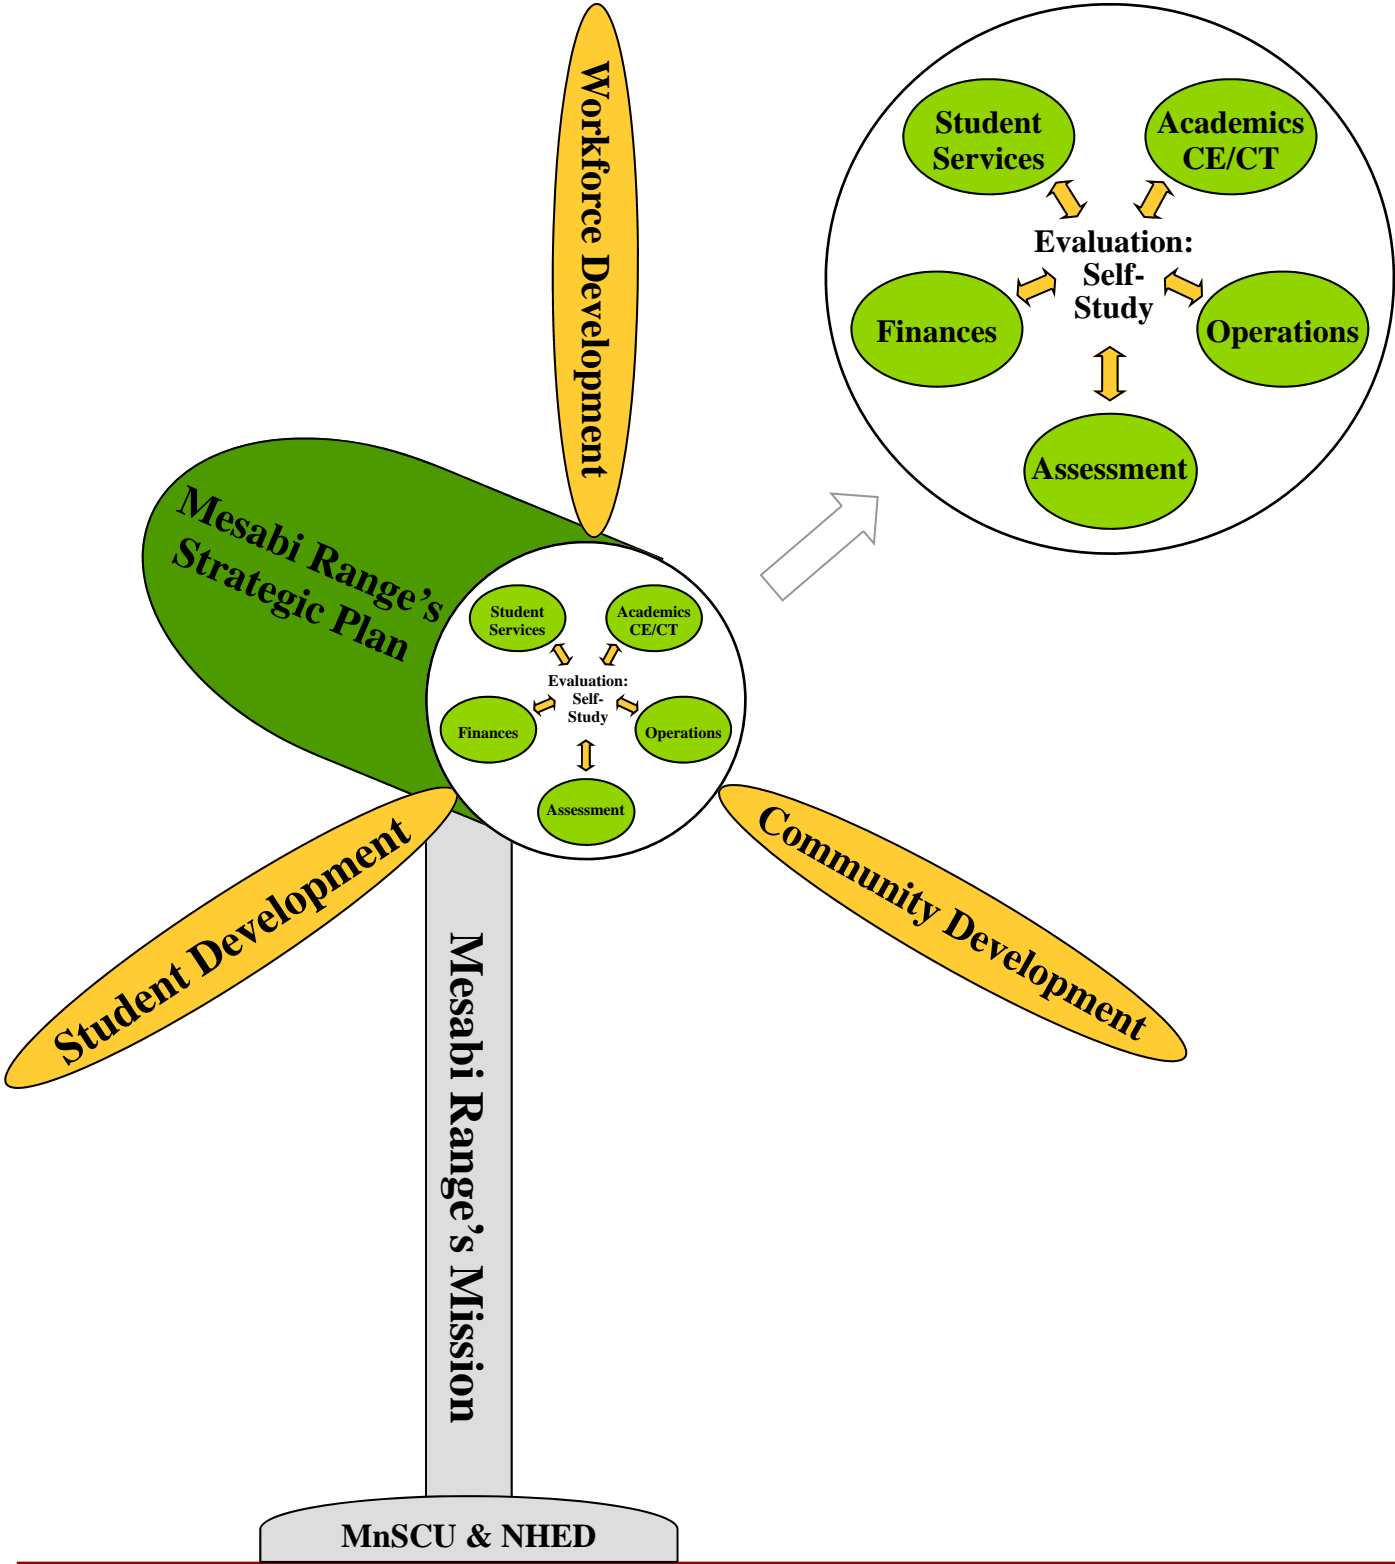 Workforce Development
Student
Services
Academics
CE/CT
Evaluation:
Self-
Study
Finances
Operations
Assessment
Mesabi Range’s
Strategic Plan
Student
Services
Academics
CE/CT
Evaluation:
Self-
Study
Finances
Operations
Assessment
Student Development
Community Development
Mesabi Range’s Mission
MnSCU & NHED